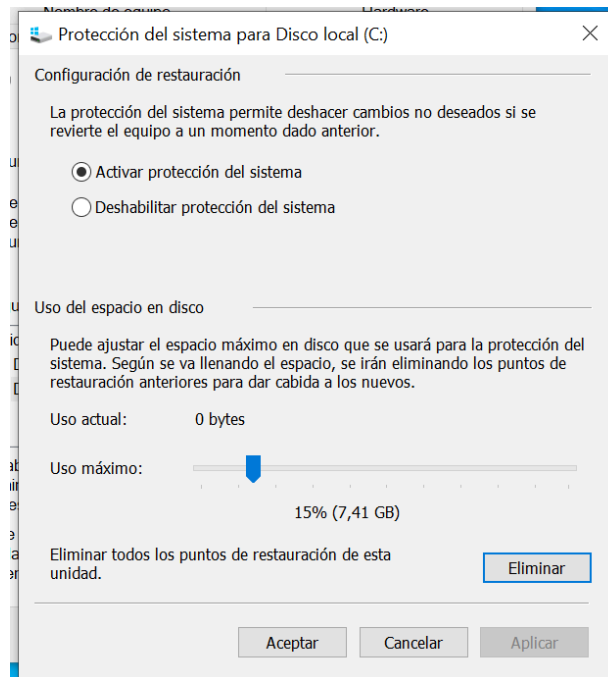 Nombre de equipo Hardware
Protección del sistema para Disco local (C:)
Configuración de restauración
La protección del sistema permite deshacer cambios no deseados si se
revierte el equipo a un momento dado anterior.
Activar protección del sistema
Deshabilitar protección del sistema
Uso del espacio en disco
Puede ajustar el espacio máximo en disco que se usará para la protección del
sistema. Según se va llenando el espacio, se irán eliminando los puntos de
restauración anteriores para dar cabida a los nuevos.
Uso actual: 0 bytes
Uso máximo:
15% (7,41 GB)
Eliminar todos los puntos de restauración de esta
unidad.
Eliminar
Aceptar Cancelar Aplicar